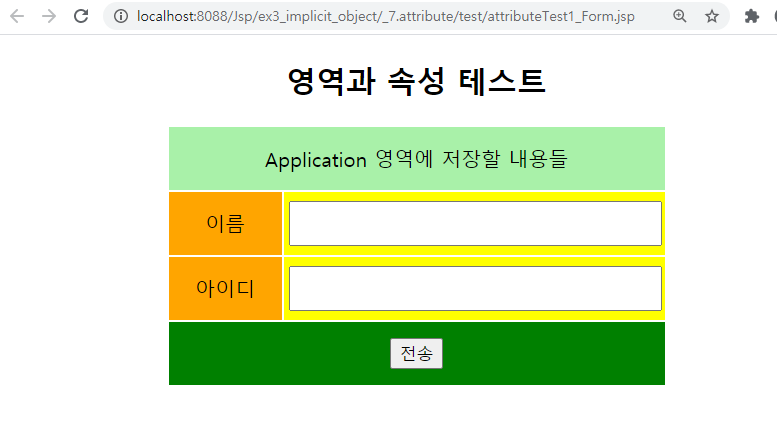 localhost:8088/Jsp/ex3_implicit_object/_7.attribute/test/attributeTest1_Form.jsp
영역과 속성 테스트
Application 영역에 저장할 내용들
이름
아이디
전송